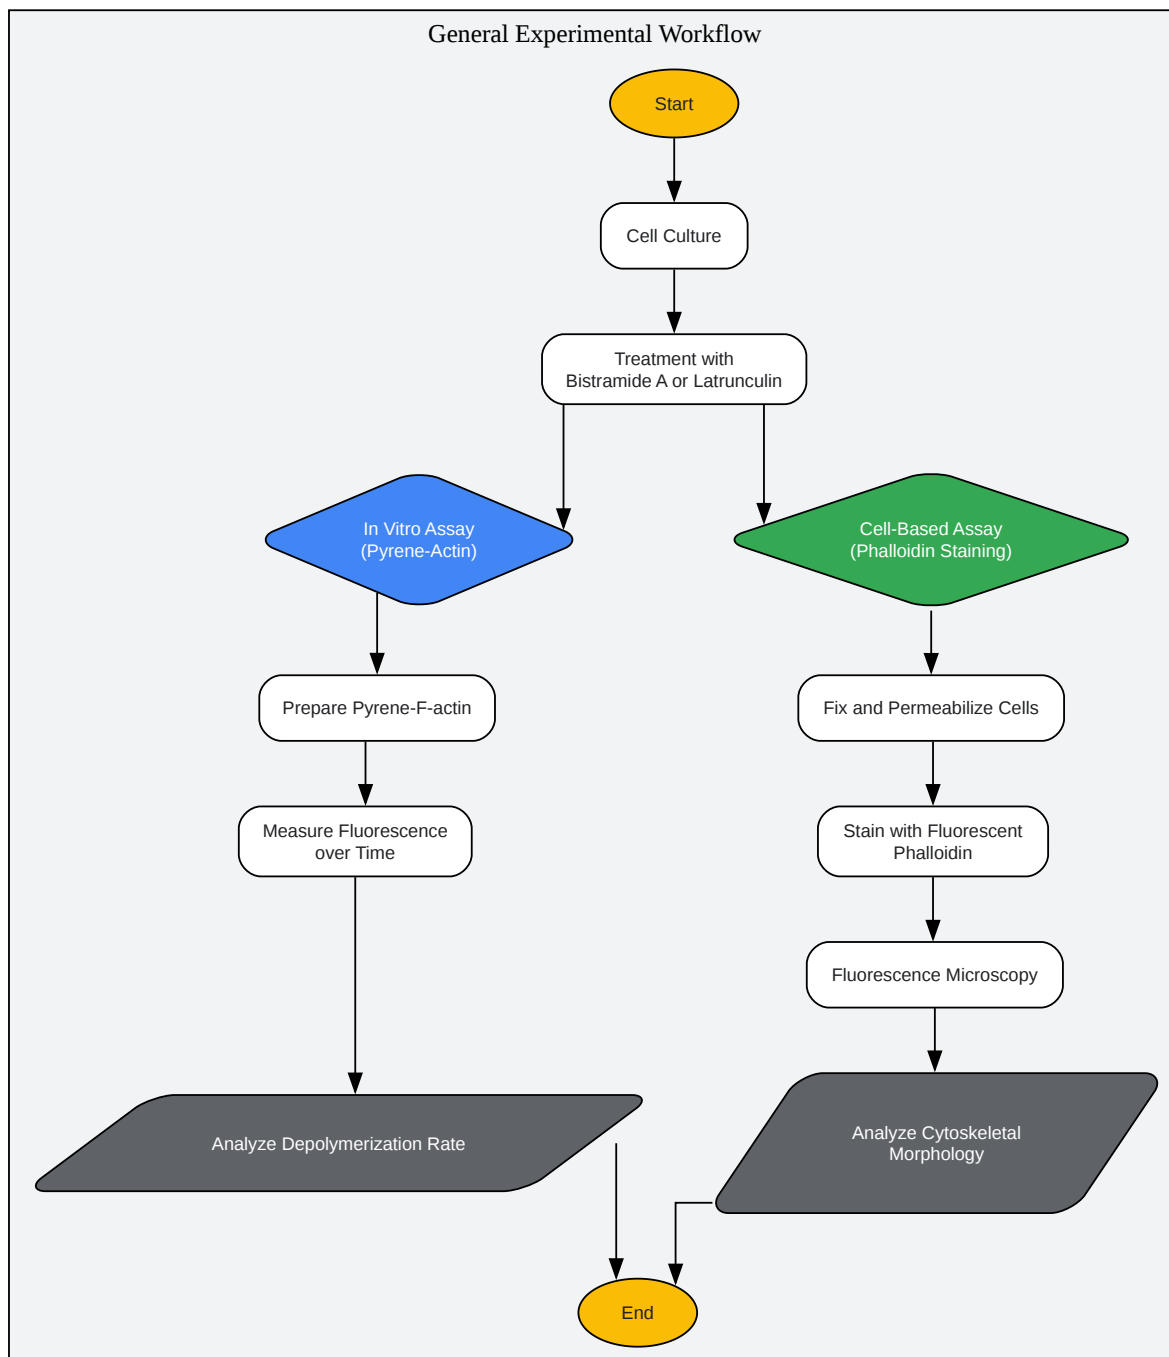 General Experimental Workflow
Start
Cell Culture
Treatment with
Bistramide A or Latrunculin
In Vitro Assay
(Pyrene-Actin)
Cell-Based Assay
(Phalloidin Staining)
Prepare Pyrene-F-actin
Fix and Permeabilize Cells
Measure Fluorescence
over Time
Stain with Fluorescent
Phalloidin
Fluorescence Microscopy
Analyze Depolymerization Rate
Analyze Cytoskeletal
Morphology
End